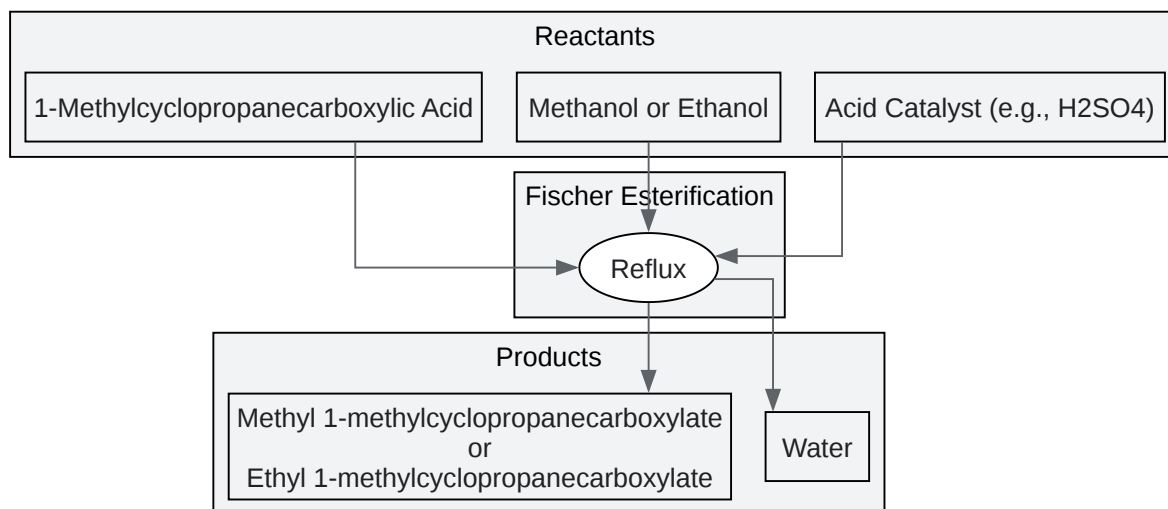 Reactants
1-Methylcyclopropanecarboxylic Acid
Methanol or Ethanol
Acid Catalyst (e.g., H2SO4)
Fischer Esterification
Reflux
Products
Methyl 1-methylcyclopropanecarboxylate
or
Ethyl 1-methylcyclopropanecarboxylate
Water